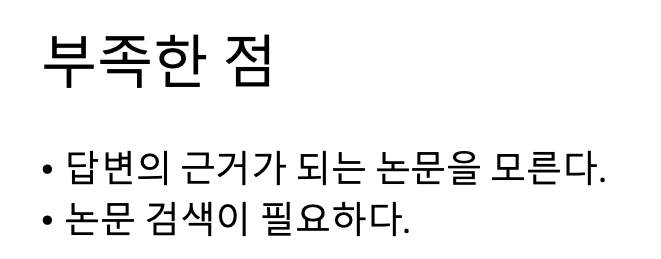 부족한 점
• 답변의 근거가 되는 논문을 모른다.
• 논문 검색이 필요하다.